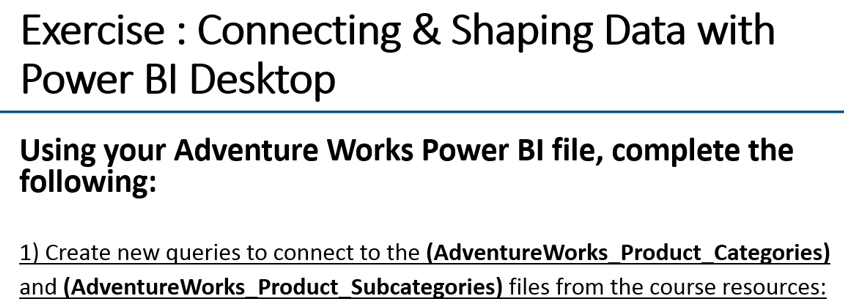 Exercise : Connecting & Shaping Data with
Power BI Desktop
Using your Adventure Works Power BI file, complete the
following:
1) Create new queries to connect to the (AdventureWorks_Product_Categories)
and (AdventureWorks_Product_Subcategories) files from the course resources: